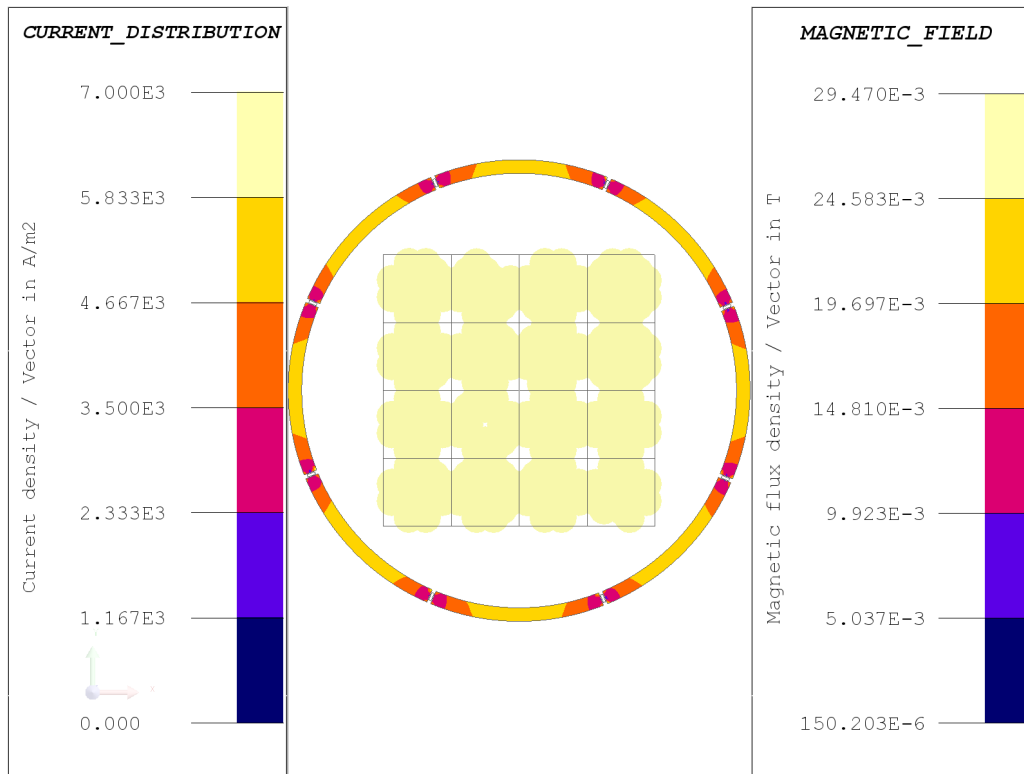 CURRENT_DISTRIBUTION
7.000E3
5.833E3
4.667E3
3.500E3
2.333E3
1.167E3
0.000
Current density / Vector in A/m2
x
MAGNETIC_FIELD
29.470E-3
24.583E-3
19.697E-3
14.810E-3
9.923E-3
5.037E-3
150.203E-6
Magnetic flux density / Vector in T